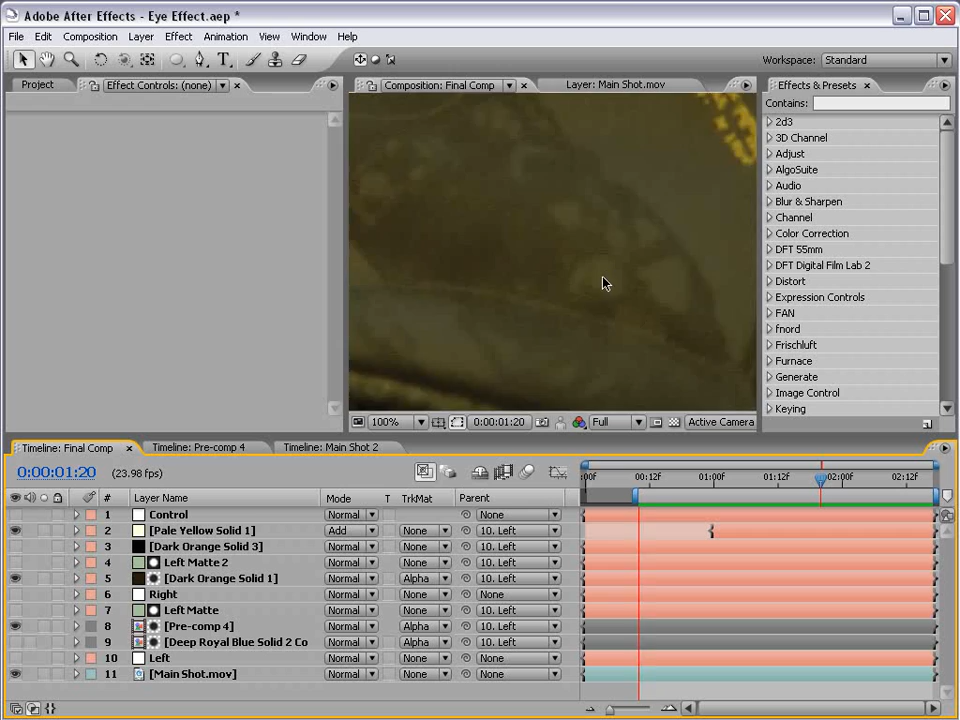 Adobe After Effects - Eye Effect.aep *
File Edit Composition Layer Effect Animation View Window Help
Workspace: Standard
Project Effect Controls: (none) Composition: Final Comp Layer: Main Shot.mov Effects & Presets
Contains:
2d3
3D Channel
Adjust
AlgoSuite
Audio
Blur & Sharpen
Channel
Color Correction
DFT 55mm
DFT Digital Film Lab 2
Distort
Expression Controls
FAN
fnord
Frischluft
Furnace
Generate
Image Control
Keying
100% 0:00:01:20 Full Active Camera
Timeline: Final Comp Timeline: Pre-comp 4 Timeline: Main Shot 2
0:00:01:20 (23.98 fps)
:00F 00:12F 01:00F 01:12F 02:00F 02:12F
# Layer Name Mode T TrkMat Parent
1 Control Normal None
2 [Pale Yellow Solid 1] Add None 10. Left
3 [Dark Orange Solid 3] Normal None 10. Left
4 Left Matte 2 Normal None 10. Left
5 [Dark Orange Solid 1] Normal Alpha 10. Left
6 Right Normal None None
7 Left Matte Normal None 10. Left
8 [Pre-comp 4] Normal Alpha 10. Left
9 [Deep Royal Blue Solid 2 Co Normal Alpha 10. Left
10 Left Normal None None
11 [Main Shot.mov] Normal None None